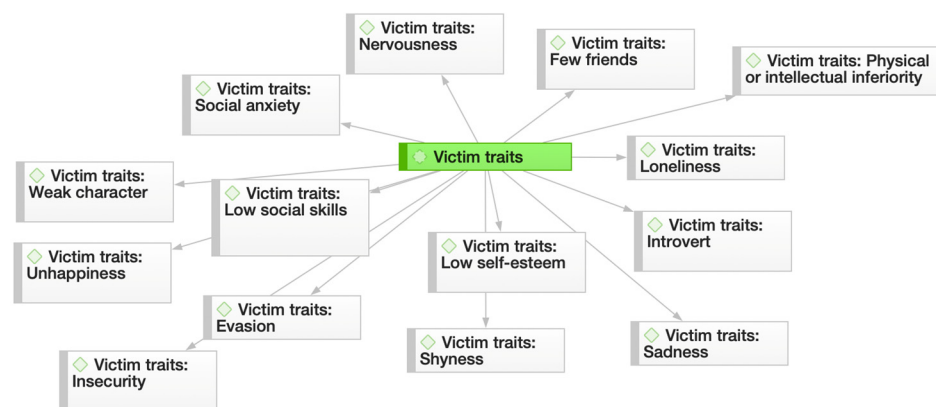 Victim traits:
Nervousness
Victim traits:
Few friends
Victim traits: Physical
or intellectual inferiority
Victim traits:
Social anxiety
Victim traits
Victim traits:
Loneliness
Victim traits:
Weak character
Victim traits:
Low social skills
Victim traits:
Introvert
Victim traits:
Unhappiness
Victim traits:
Low self-esteem
Victim traits:
Evasion
Victim traits:
Shyness
Victim traits:
Sadness
Victim traits:
Insecurity